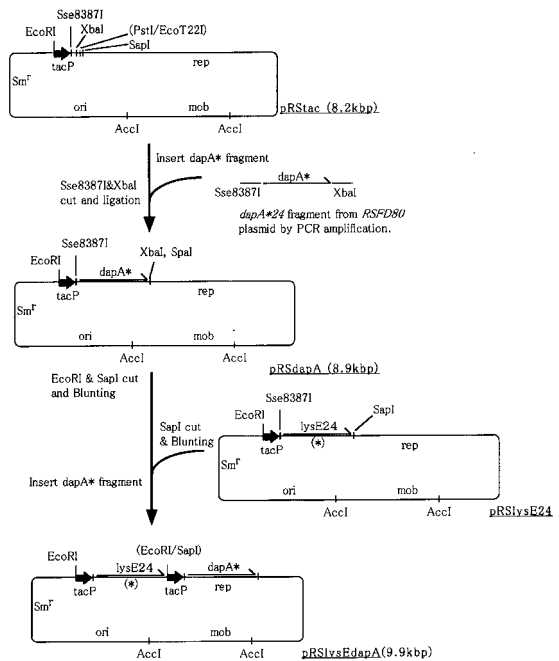 Sse8387I
EcoRI XbaI (PstI/EcoT22I)
SapI
tacP rep
Smr
ori mob
AccI AccI
pRStac (8.2kbp)
Insert dapA* fragment
Sse8387I&XbaI
cut and ligation
dapA*
Sse8387I XbaI
dapA*24 fragment from RSFD80
plasmid by PCR amplification.
Sse8387I
EcoRI XbaI, SpaI
dapA*
tacP rep
Smr
ori mob
AccI AccI
pRSdapA (8.9kbp)
EcoRI & SapI cut
and Blunting
Sse8387I
EcoRI SapI
lysE24
SapI cut
& Blunting
tacP (*) rep
Smr
Insert dapA* fragment
ori mob
AccI AccI
pRSlysE24
(EcoRI/SapI)
EcoRI lysE24 dapA*
tacP (*) tacP rep
Smr
ori mob
AccI AccI
pRSlysEdapA(9.9kbp)